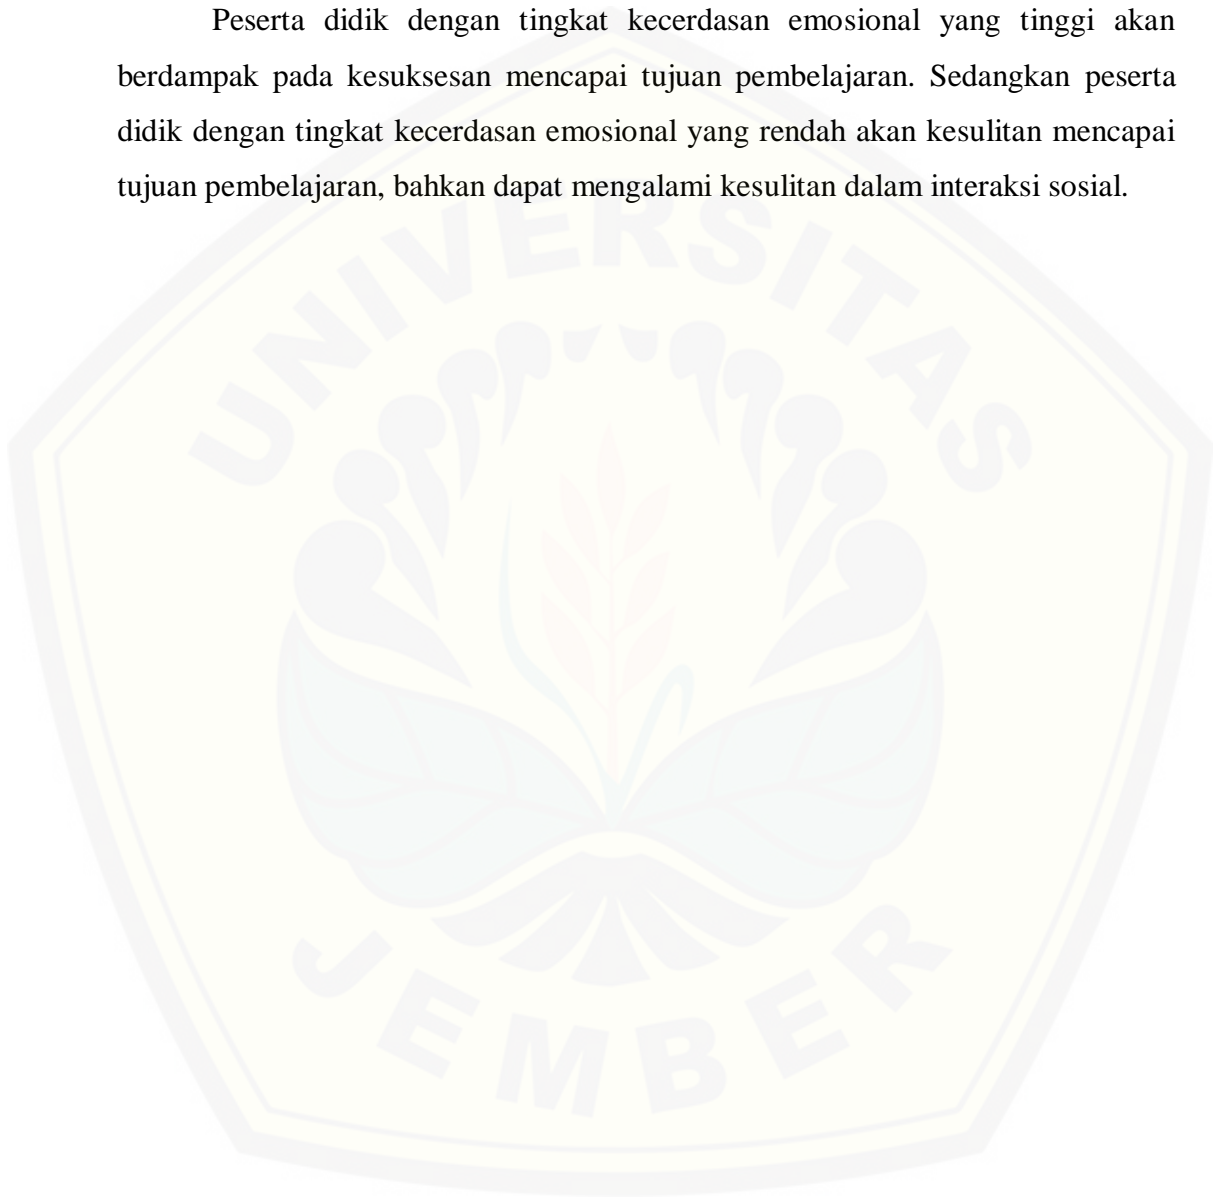 Peserta didik dengan tingkat kecerdasan emosional yang tinggi akan
berdampak pada kesuksesan mencapai tujuan pembelajaran. Sedangkan peserta
didik dengan tingkat kecerdasan emosional yang rendah akan kesulitan mencapai
tujuan pembelajaran, bahkan dapat mengalami kesulitan dalam interaksi sosial.
UNIVERSITAS
JEMBER